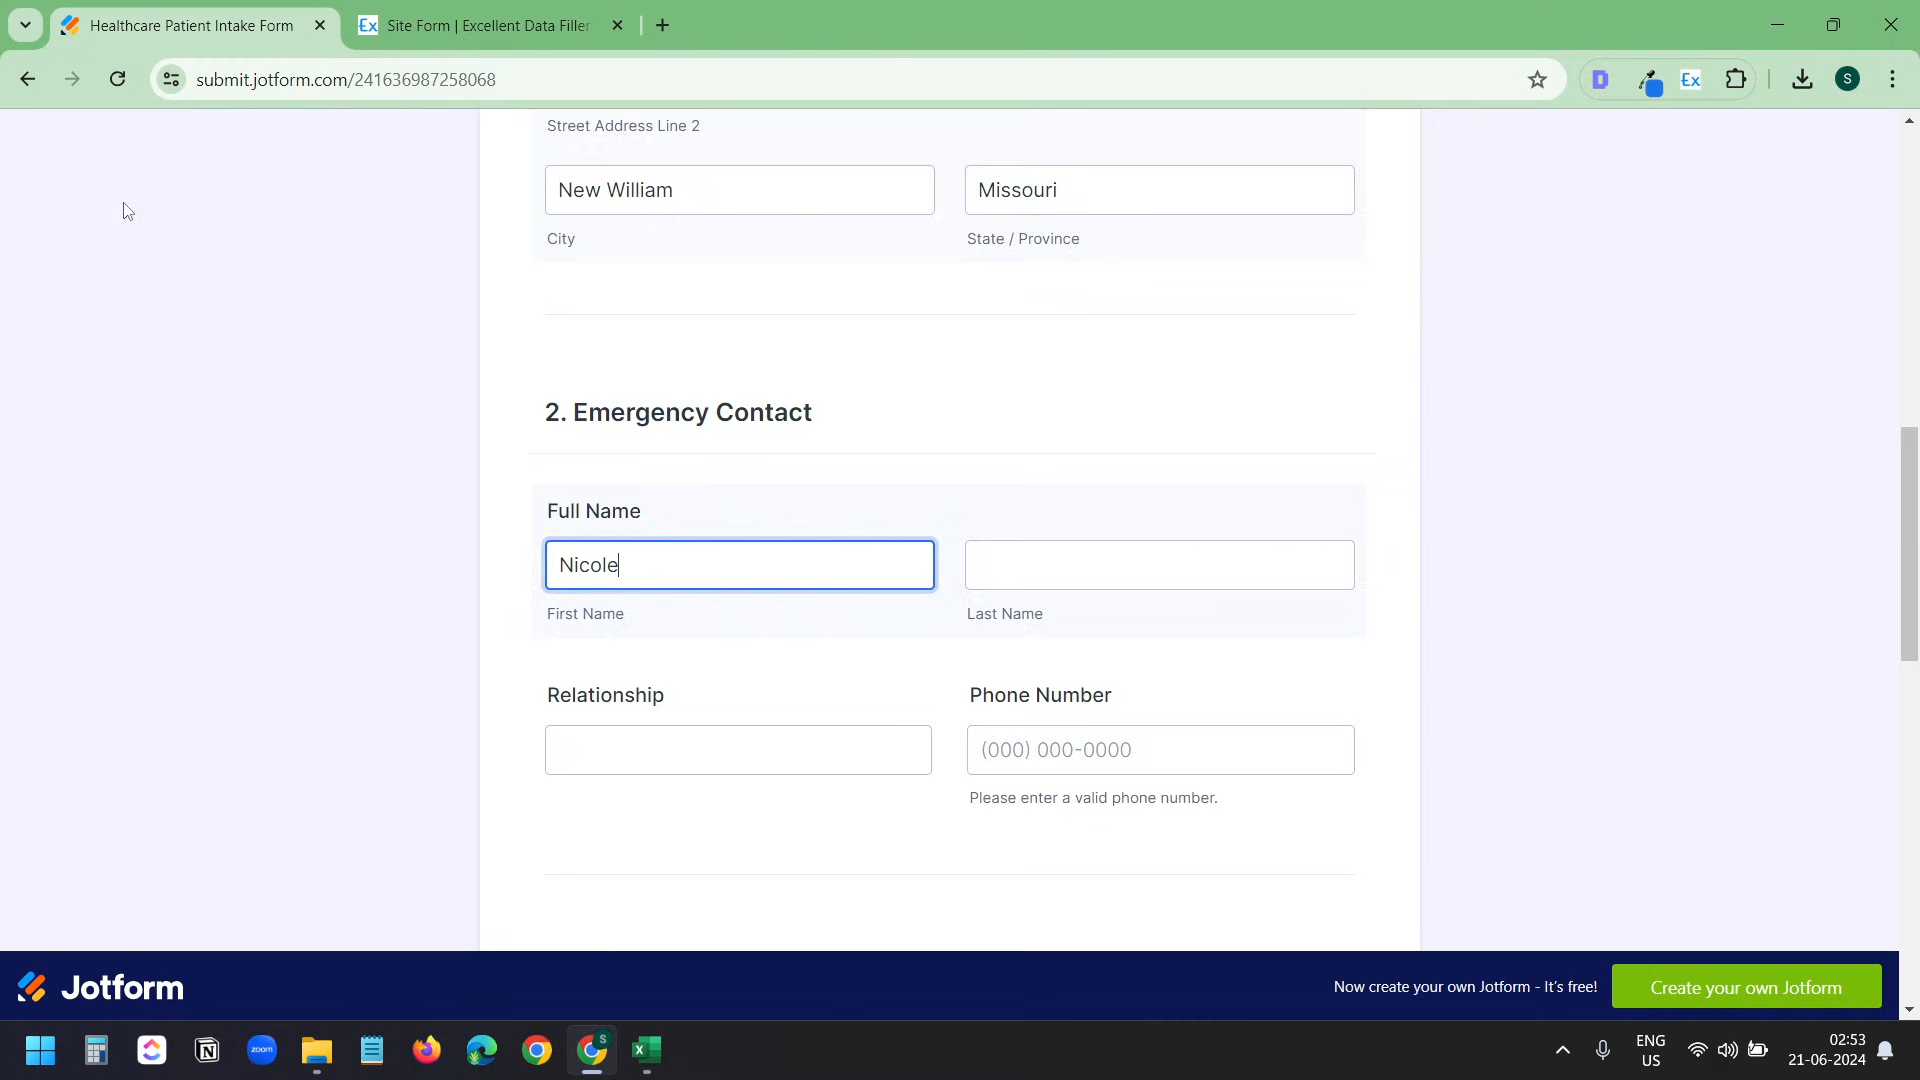 Healthcare Patient Intake Form
Ex Site Form | Excellent Data Filler
submit.jotform.com/241636987258068
D
Ex
S
Street Address Line 2
New William
Missouri
City
State / Province
2. Emergency Contact
Full Name
Nicole
First Name
Last Name
Relationship
Phone Number
(000) 000-0000
Please enter a valid phone number.
Jotform
Now create your own Jotform - It's free!
Create your own Jotform
zoom
S
X
ENG
US
02:53
21-06-2024